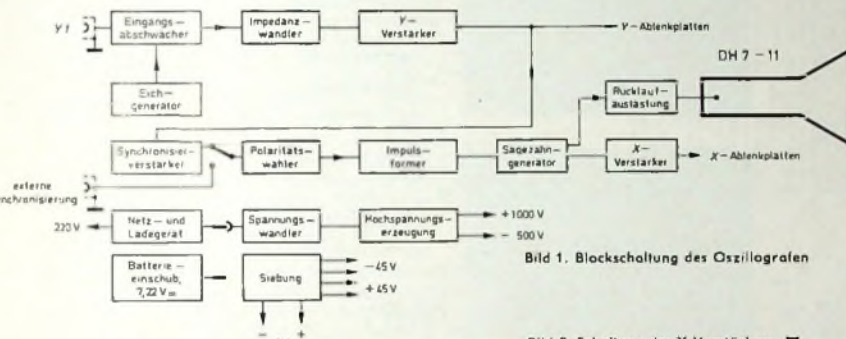 Y1
Eingangs-
abschwächer
Impedanz-
wandler
Y-
Verstärker
Y-Ablenkplatten
DH 7-11
Eich-
generator
Rücklauf-
austastung
Synchronisier-
verstärker
Polaritäts-
wähler
Impuls-
former
Sägezahn-
generator
X-
Verstärker
X-Ablenkplatten
externe
ynchronisierung
220 V
Netz- und
Ladegerät
Spannungs-
wandler
Hochspannungs-
erzeugung
+1000 V
- 500 V
Bild 1. Blockschaltung des Oszillografen
Batterie-
einschub,
7,22 V=
Siebung
-45 V
+45 V
- +